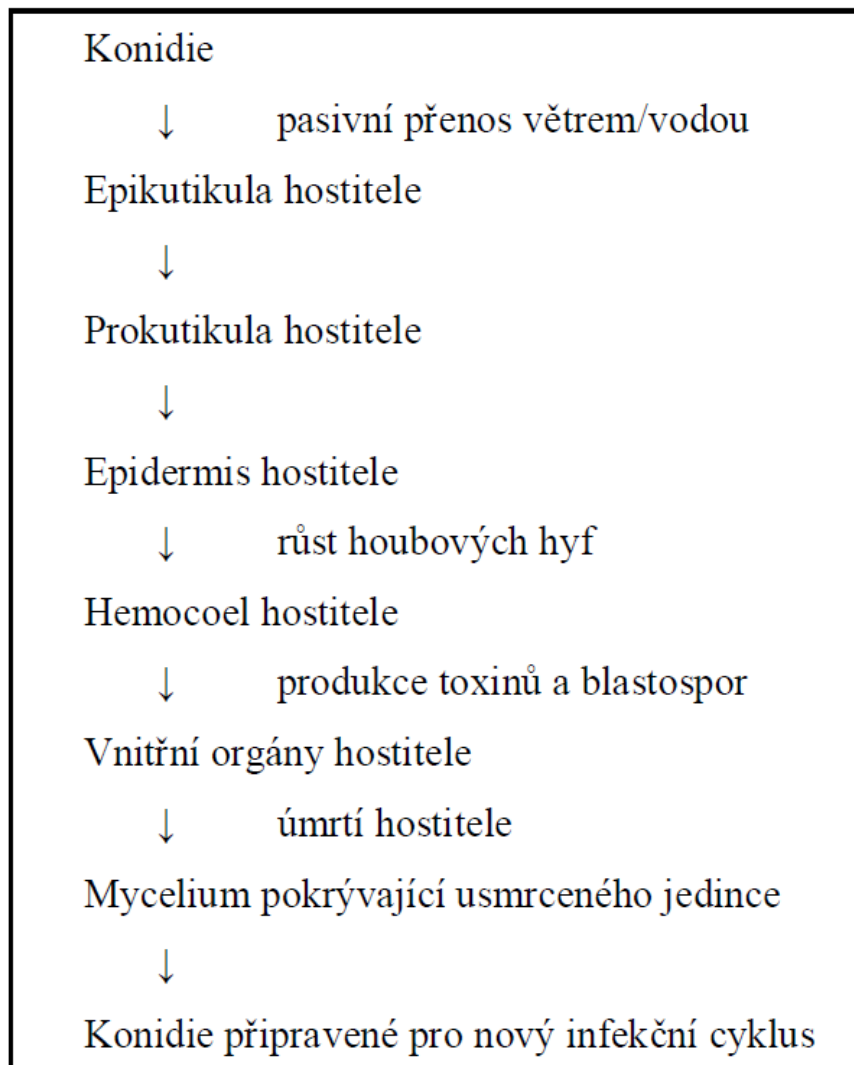 Konidie
↓ pasivní přenos větrem/vodou
Epikutikula hostitele
↓
Prokutikula hostitele
↓
Epidermis hostitele
↓ růst houbových hyf
Hemocoel hostitele
↓ produkce toxinů a blastospor
Vnitřní orgány hostitele
↓ úmrtí hostitele
Mycelium pokrývající usmrceného jedince
↓
Konidie připravené pro nový infekční cyklus